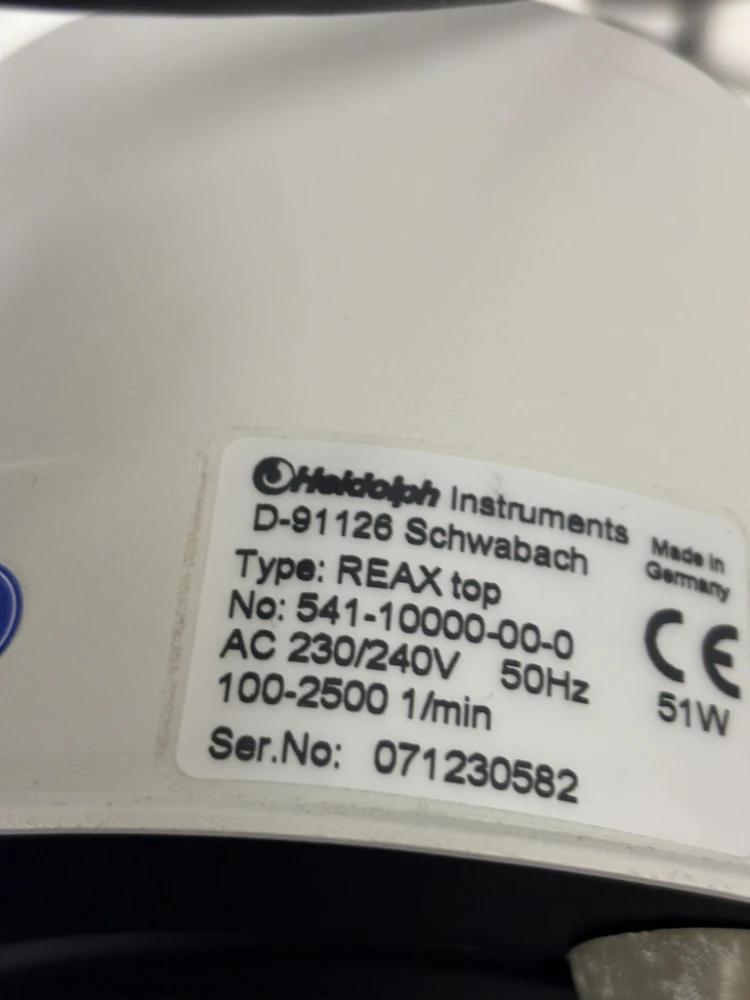 Heidolph Instruments
D-91126 Schwabach
Made in
Germany
Type: REAX top
No: 541-10000-00-0
AC 230/240V 50Hz
CE
100-2500 1/min
51W
Ser.No: 071230582